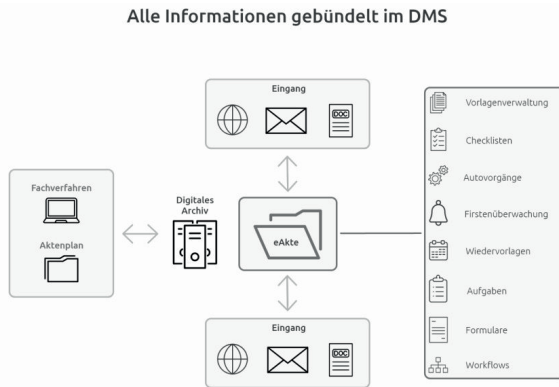 Alle Informationen gebündelt im DMS
Eingang
DOC
Fachverfahren
Aktenplan
Digitales
Archiv
eAkte
Eingang
DOC
Vorlagenverwaltung
Checklisten
Autovorgänge
Firstenüberwachung
Wiedervorlagen
Aufgaben
Formulare
Workflows